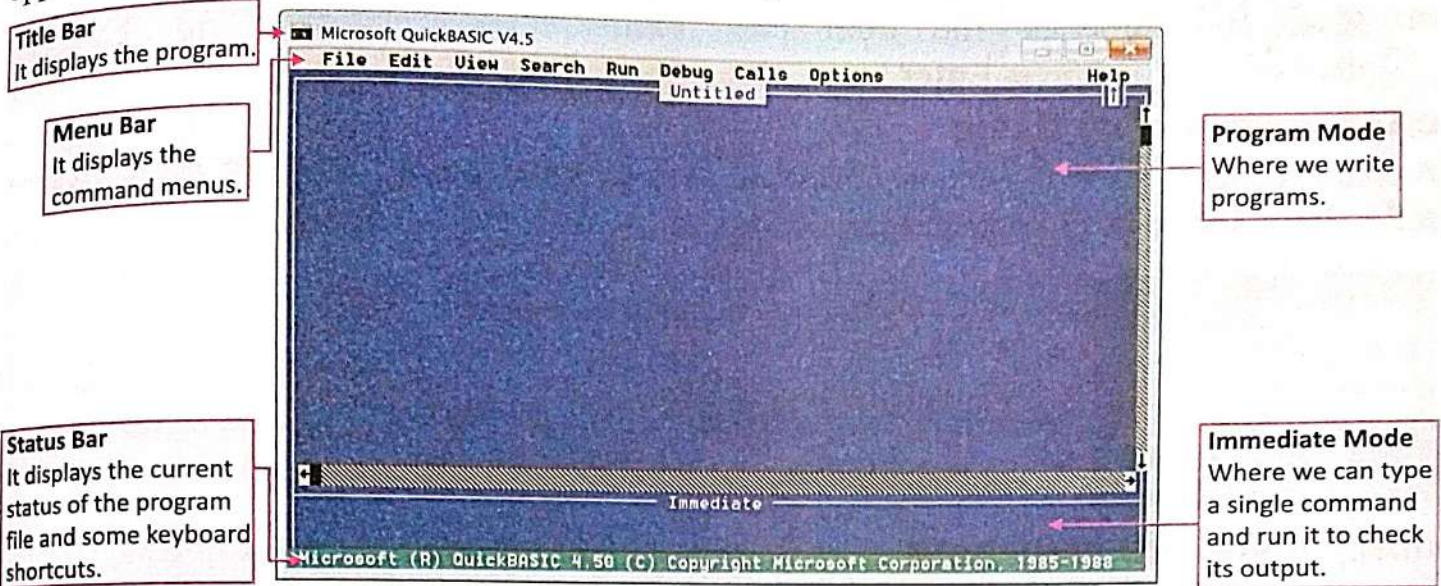 Title Bar
It displays the program.
Microsoft QuickBASIC V4.5
File Edit View Search Run Debug Calls Options Help
Untitled
Menu Bar
It displays the
command menus.
Program Mode
Where we write
programs.
Status Bar
It displays the current
status of the program
file and some keyboard
shortcuts.
Immediate
Immediate Mode
Where we can type
a single command
and run it to check
its output.
Microsoft (R) QuickBASIC 4.50 (C) Copyright Microsoft Corporation, 1985-1988